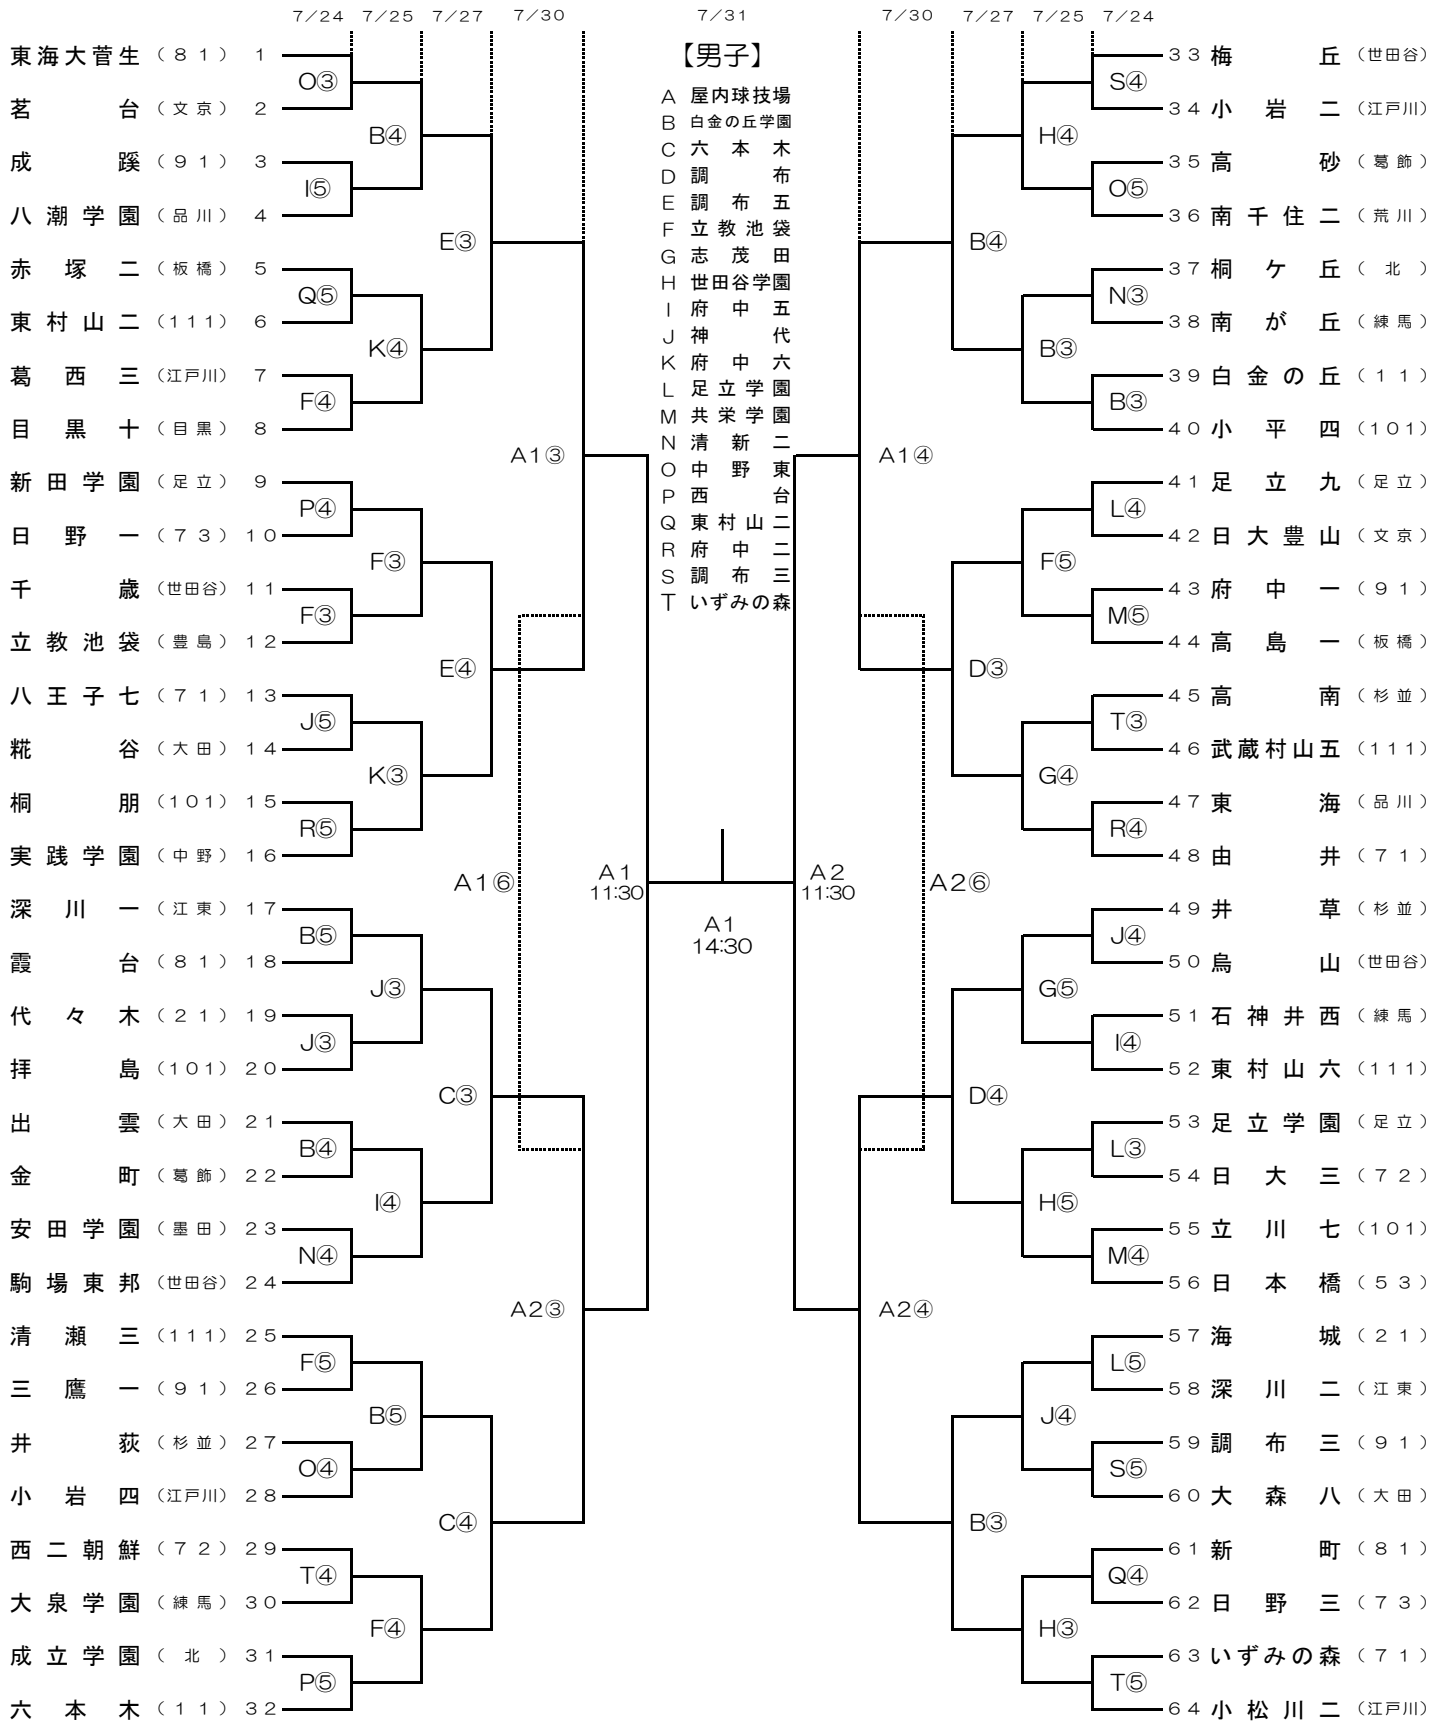 7/24 7/25 7/27 7/30 7/31 7/30 7/27 7/25 7/24
【男子】
A 屋内球技場
B 白金の丘学園
C 六本木
D 調布
E 調布五
F 立教池袋
G 志茂田
H 世田谷学園
I 府中五
J 神代
K 府中六
L 足立学園
M 共栄学園
N 清新二
O 中野東
P 西台
Q 東村山二
R 府中二
S 調布三
T いずみの森
東海大菅生 (81) 1
茗台 (文京) 2
成蹊 (91) 3
八潮学園 (品川) 4
赤塚二 (板橋) 5
東村山二 (111) 6
葛西三 (江戸川) 7
目黒十 (目黒) 8
新田学園 (足立) 9
日野一 (73) 10
千歳 (世田谷) 11
立教池袋 (豊島) 12
八王子七 (71) 13
糀谷 (大田) 14
桐朋 (101) 15
実践学園 (中野) 16
深川一 (江東) 17
霞台 (81) 18
代々木 (21) 19
拝島 (101) 20
出雲 (大田) 21
金町 (葛飾) 22
安田学園 (墨田) 23
駒場東邦 (世田谷) 24
清瀬三 (111) 25
三鷹一 (91) 26
井荻 (杉並) 27
小岩四 (江戸川) 28
西二朝鮮 (72) 29
大泉学園 (練馬) 30
成立学園 (北) 31
六本木 (11) 32
O③
I⑤
Q⑤
F④
P④
F③
J⑤
R⑤
B⑤
J③
B④
N④
F⑤
O④
T④
P⑤
B④
K④
F③
K③
J③
I④
B⑤
F④
E③
E④
C③
C④
A1③
A1⑥
A2③
A1
11:30
A1
14:30
A2
11:30
A1④
A2⑥
A2④
B④
D③
D④
B③
H④
B③
F⑤
G④
G⑤
H⑤
J④
H③
S④
O⑤
N③
B③
L④
M⑤
T③
R④
J④
I④
L③
M④
L⑤
S⑤
Q④
T⑤
33 梅丘 (世田谷)
34 小岩二 (江戸川)
35 高砂 (葛飾)
36 南千住二 (荒川)
37 桐ケ丘 (北)
38 南が丘 (練馬)
39 白金の丘 (11)
40 小平四 (101)
41 足立九 (足立)
42 日大豊山 (文京)
43 府中一 (91)
44 高島一 (板橋)
45 高南 (杉並)
46 武蔵村山五 (111)
47 東海 (品川)
48 由井 (71)
49 井草 (杉並)
50 烏山 (世田谷)
51 石神井西 (練馬)
52 東村山六 (111)
53 足立学園 (足立)
54 日大三 (72)
55 立川七 (101)
56 日本橋 (53)
57 海城 (21)
58 深川二 (江東)
59 調布三 (91)
60 大森八 (大田)
61 新町 (81)
62 日野三 (73)
63 いずみの森 (71)
64 小松川二 (江戸川)